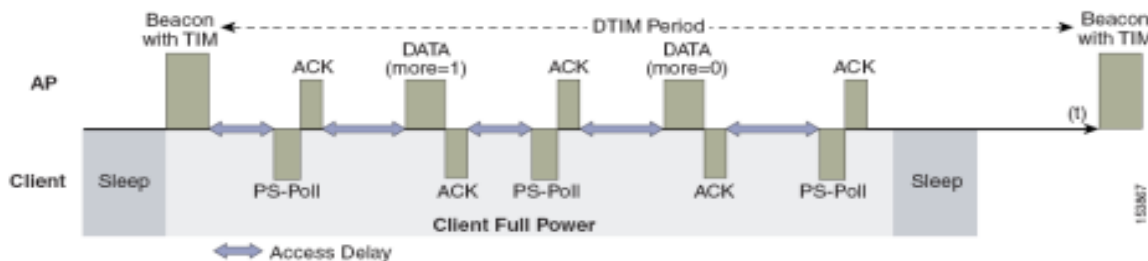 Beacon
with TIM
DTIM Period
Beacon
with TIM
ACK
DATA
(more=1)
ACK
DATA
(more=0)
ACK
AP
(t)
Client
Sleep
PS-Poll
ACK
PS-Poll
ACK
PS-Poll
Sleep
Client Full Power
Access Delay
153867